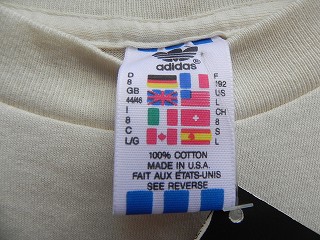 adidas
D F
8 192
GB US
44/46 L
I CH
8 8
C S
L/G L
100% COTTON
MADE IN U.S.A.
FAIT AUX ÉTATS-UNIS
SEE REVERSE